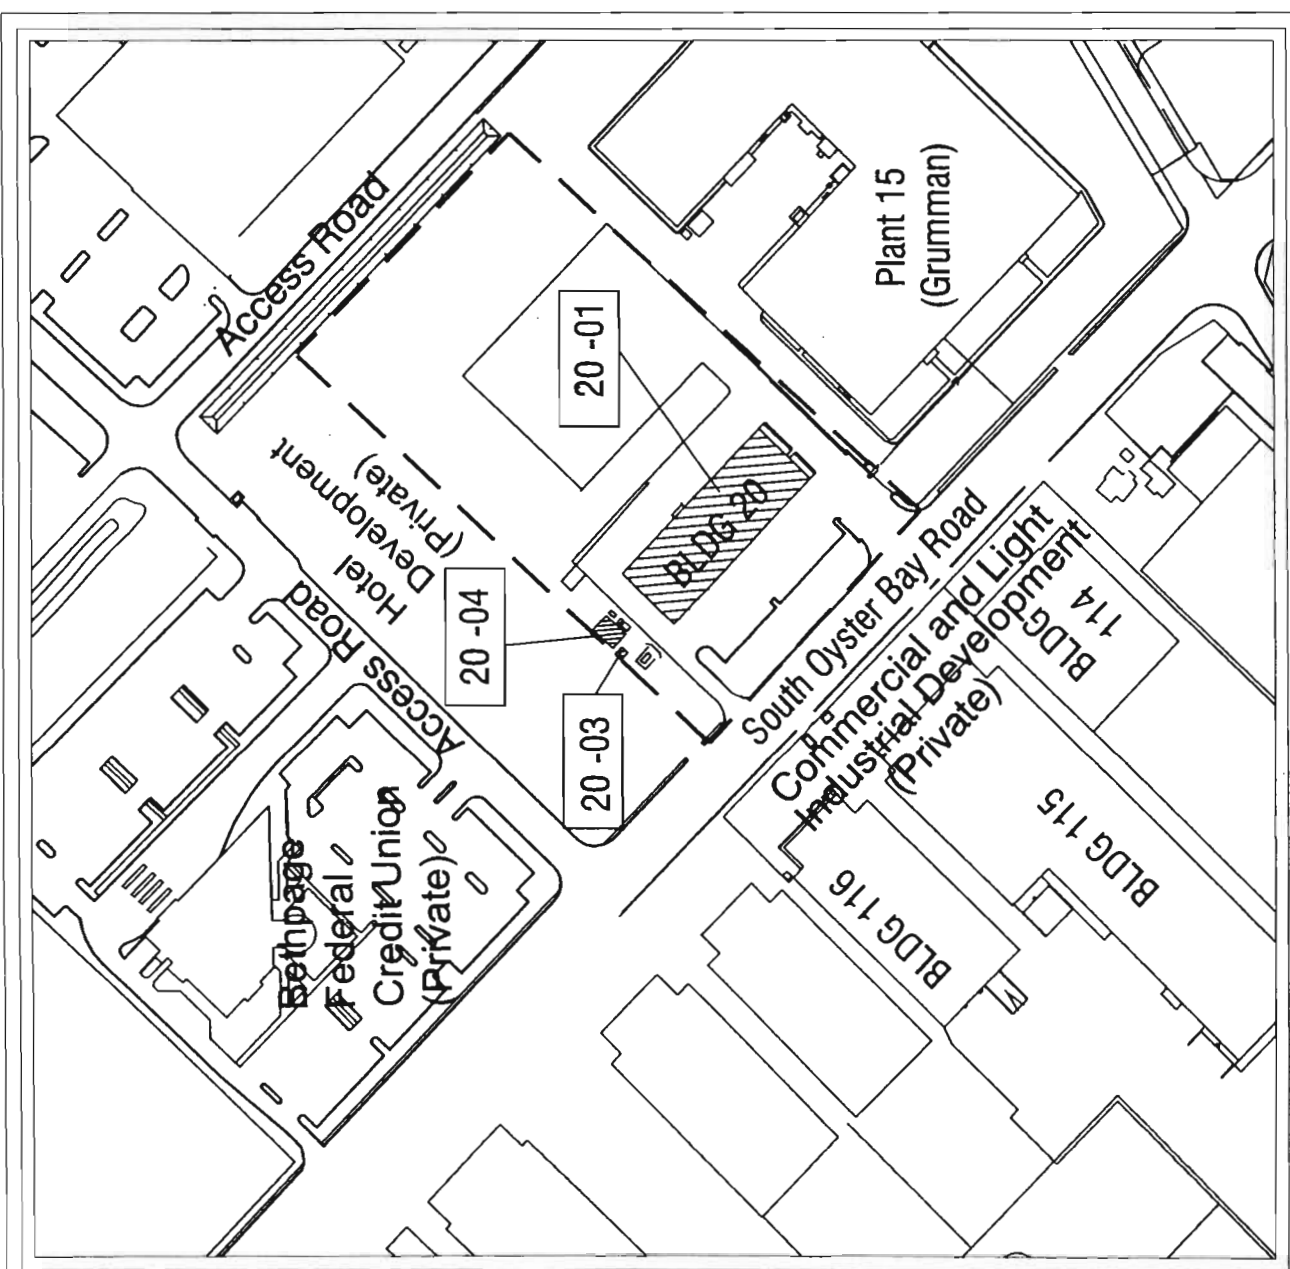 Access Road
Plant 15
(Grumman)
20 -01
Hotel
Development
(Private)
BLDG 20
20 -04
Access Road
20 -03
South Oyster Bay Road
Commercial and Light
Industrial Development
(Private)
BLDG
114
BLDG 115
BLDG 116
Bethpage
Federal
Credit Union
(Private)